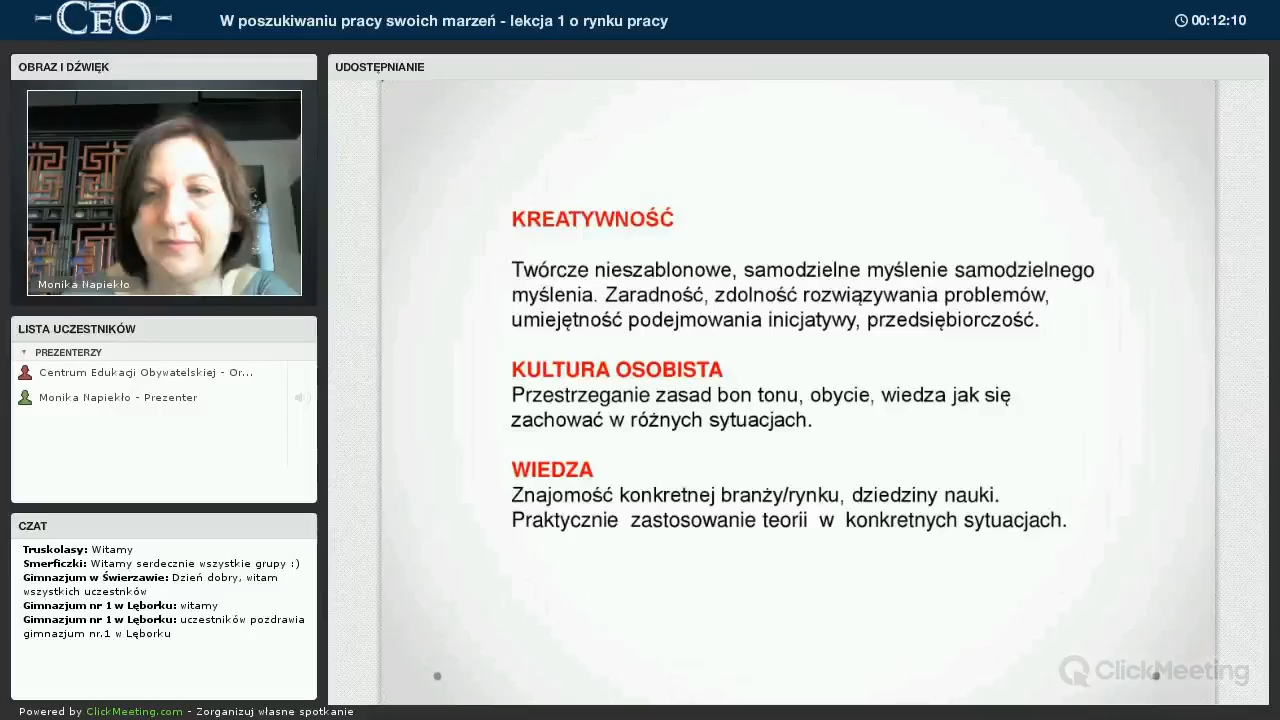 CEO
W poszukiwaniu pracy swoich marzeń - lekcja 1 o rynku pracy
00:12:10
OBRAZ I DŹWIĘK
Monika Napiekło
LISTA UCZESTNIKÓW
PREZENTERZY
Centrum Edukacji Obywatelskiej - Or...
Monika Napiekło - Prezenter
CZAT
Truskolasy: Witamy
Smerficzki: Witamy serdecznie wszystkie grupy :)
Gimnazjum w Świerzawie: Dzień dobry, witam
wszystkich uczestnków
Gimnazjum nr 1 w Lęborku: witamy
Gimnazjum nr 1 w Lęborku: uczestników pozdrawia
gimnazjum nr.1 w Lęborku
UDOSTĘPNIANIE
KREATYWNOŚĆ
Twórcze nieszablonowe, samodzielne myślenie samodzielnego
myślenia. Zaradność, zdolność rozwiązywania problemów,
umiejętność podejmowania inicjatywy, przedsiębiorczość.
KULTURA OSOBISTA
Przestrzeganie zasad bon tonu, obycie, wiedza jak się
zachować w różnych sytuacjach.
WIEDZA
Znajomość konkretnej branży/rynku, dziedziny nauki.
Praktycznie zastosowanie teorii w konkretnych sytuacjach.
ClickMeeting
Powered by ClickMeeting.com - Zorganizuj własne spotkanie